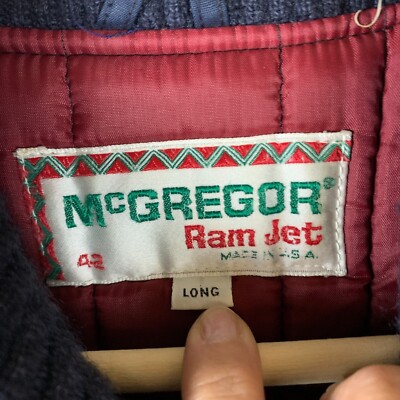 McGREGOR®
Ram Jet
42 MADE IN U.S.A.
LONG